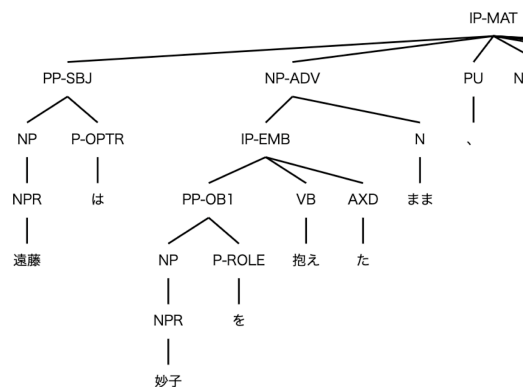 IP-MAT
PP-SBJ NP-ADV PU N
NP P-OPTR IP-EMB N 、
NPR は PP-OB1 VB AXD まま
遠藤 NP P-ROLE 抱え た
NPR を
妙子